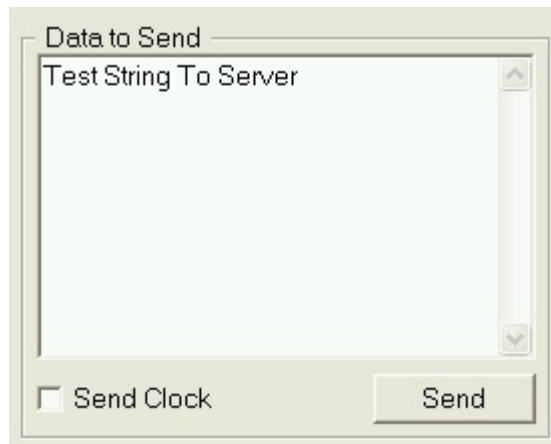 Data to Send
Test String To Server
Send Clock
Send